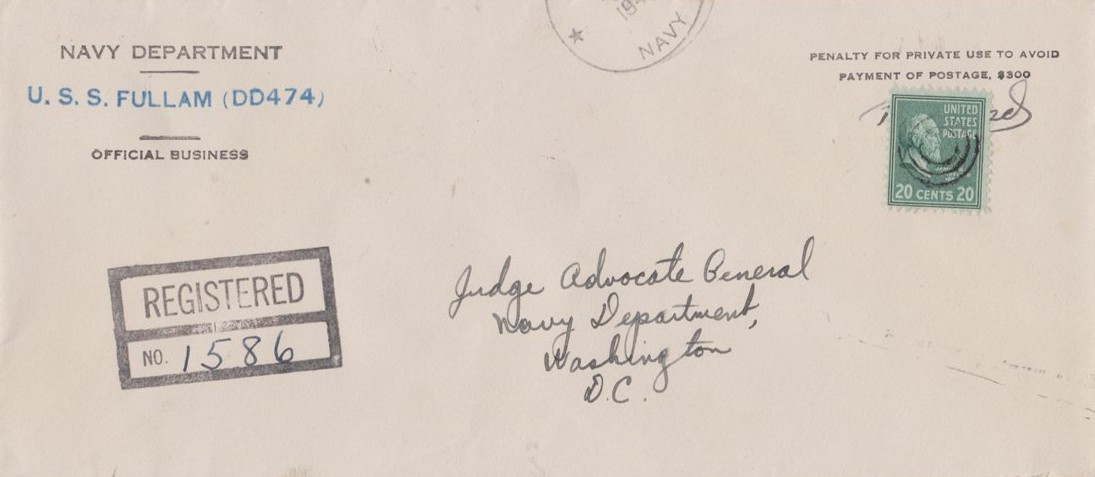 NAVY DEPARTMENT
U. S. S. FULLAM (DD474)
OFFICIAL BUSINESS
NAVY
PENALTY FOR PRIVATE USE TO AVOID
PAYMENT OF POSTAGE, $300
UNITED
STATES
POSTAGE
20 CENTS 20
REGISTERED
NO. 1586
Judge Advocate General
Navy Department,
Washington
D.C.